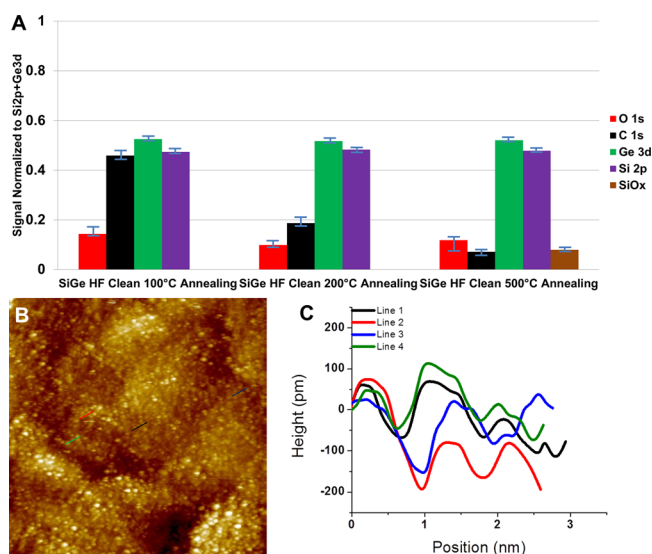 A
Signal Normalized to Si2p+Ge3d
1
0.8
0.6
0.4
0.2
0
O 1s
C 1s
Ge 3d
Si 2p
SiOx
SiGe HF Clean 100°C Annealing SiGe HF Clean 200°C Annealing SiGe HF Clean 500°C Annealing
B
C
Height (pm)
200
100
0
-100
-200
Line 1
Line 2
Line 3
Line 4
0 1 2 3
Position (nm)